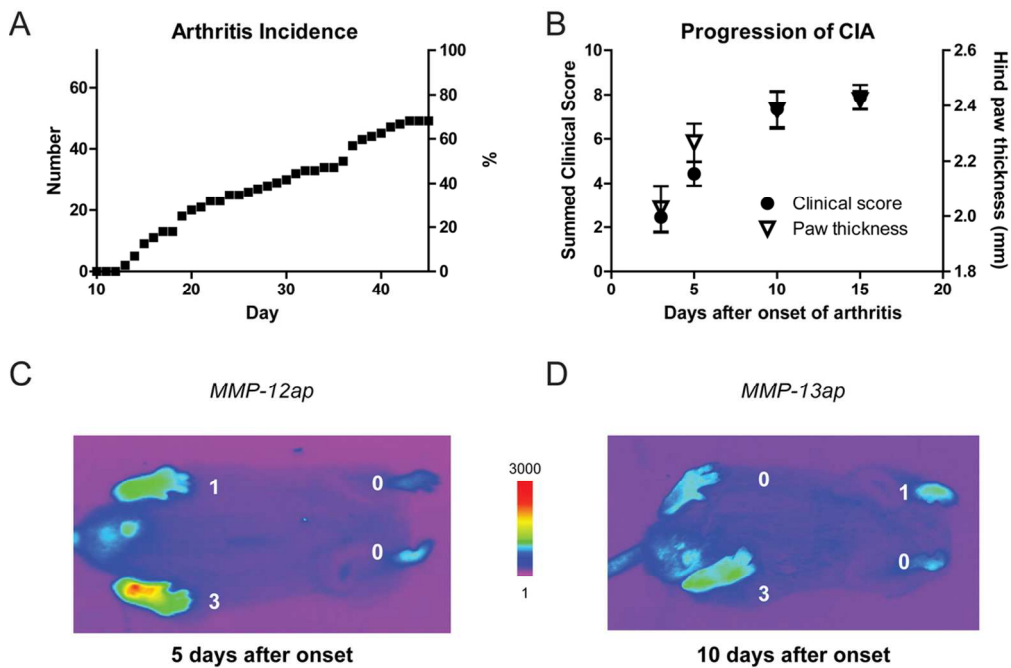 A
Arthritis Incidence
Number
60
40
20
0
100
80
60
40
20
0
%
10
20
30
40
Day
B
Progression of CIA
Summed Clinical Score
10
8
6
4
2
0
2.6
2.4
2.2
2.0
1.8
Hind paw thickness (mm)
Clinical score
Paw thickness
0
5
10
15
20
Days after onset of arthritis
C
MMP-12ap
1
0
0
3
5 days after onset
3000
1
D
MMP-13ap
0
1
0
3
10 days after onset